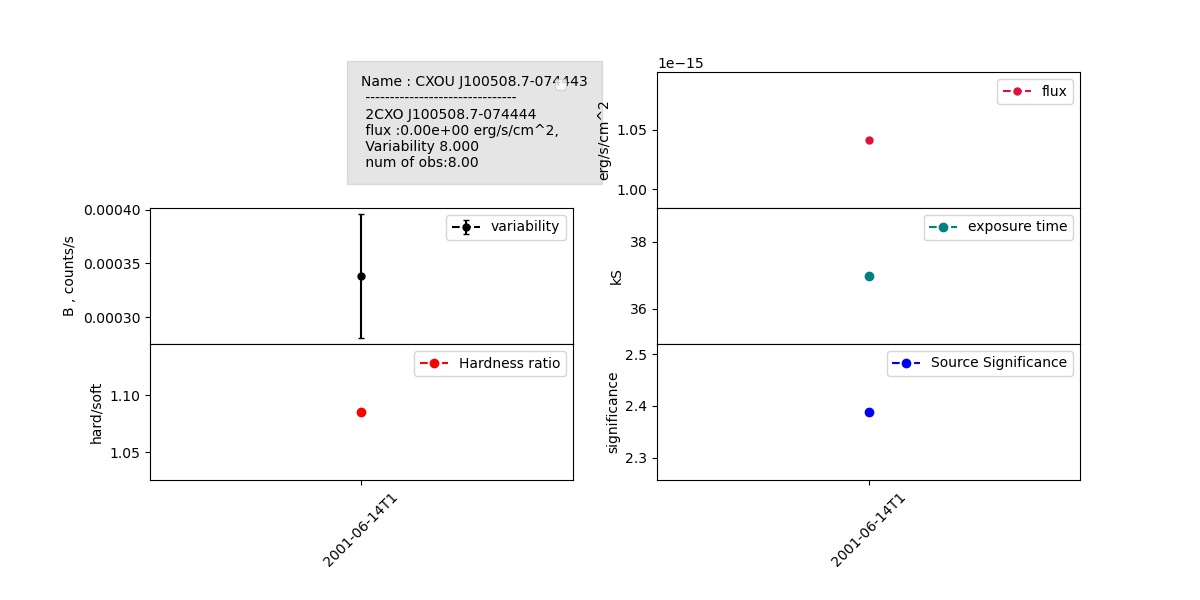 Name : CXOU J100508.7-074443
-------------------------------
2CXO J100508.7-074444
flux :0.00e+00 erg/s/cm^2,
Variability 8.000
num of obs:8.00
1e−15
flux
erg/s/cm^2
1.05
1.00
0.00040
0.00035
0.00030
B , counts/s
variability
38
36
kS
exposure time
1.10
1.05
hard/soft
Hardness ratio
2.5
2.4
2.3
significance
Source Significance
2001-06-14T1
2001-06-14T1